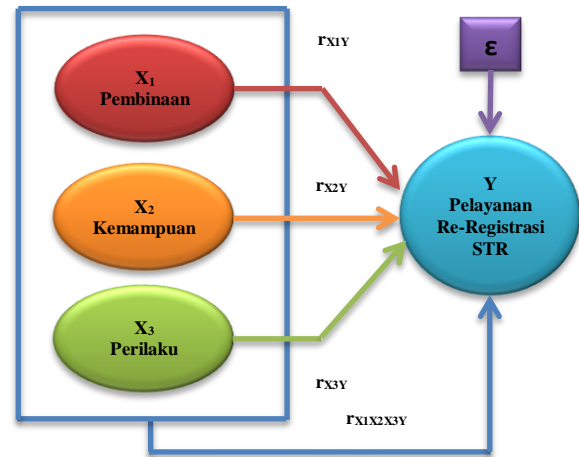 rX1Y
ε
X1
Pembinaan
rX2Y
X2
Kemampuan
Y
Pelayanan
Re-Registrasi
STR
X3
Perilaku
rX3Y
rX1X2X3Y